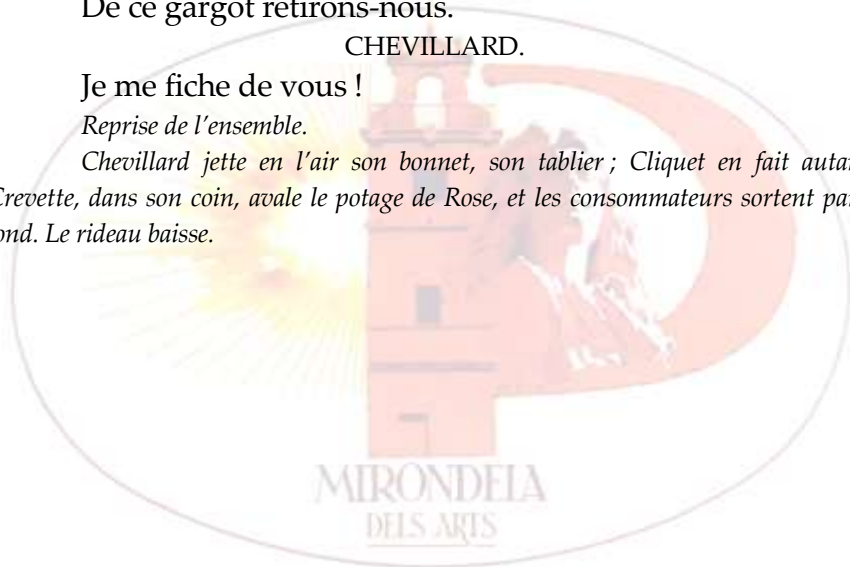 De ce gargot retirons-nous.
CHEVILLARD.
Je me fiche de vous !
Reprise de l'ensemble.
Chevillard jette en l'air son bonnet, son tablier ; Cliquet en fait autan
Crevette, dans son coin, avale le potage de Rose, et les consommateurs sortent par
ond. Le rideau baisse.
MIRONDELA
DELS ARTS